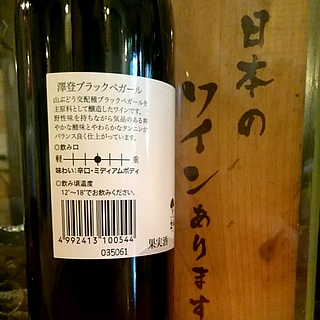 澤登ブラックペガール
山ぶどう交配種ブラックペガールを
主原料として醸造したワインです。
野性味を持ちながら気品のある爽
やかな酸味とやわらかなタンニンが
バランス良く仕上がっています。
◎飲み口
軽 重
味わい:辛口・ミディアムボディ
◎飲み頃温度
12°~18°でお飲みください。
4 992413 100544
035061
果実酒
日本の
ワイン
あります